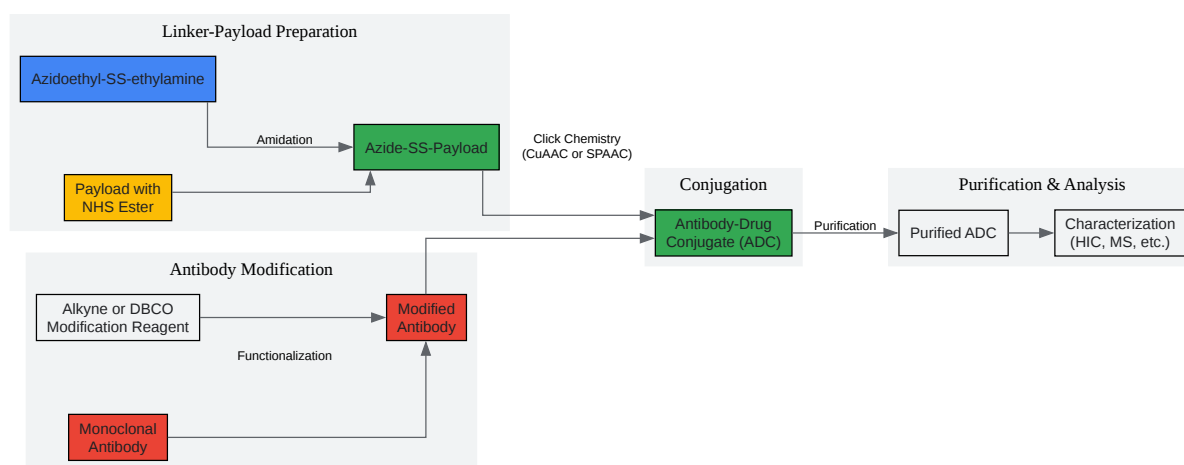 Linker-Payload Preparation
Azidoethyl-SS-ethylamine
Amidation
Azide-SS-Payload
Payload with
NHS Ester
Click Chemistry
(CuAAC or SPAAC)
Antibody Modification
Alkyne or DBCO
Modification Reagent
Functionalization
Modified
Antibody
Monoclonal
Antibody
Conjugation
Antibody-Drug
Conjugate (ADC)
Purification
Purification & Analysis
Purified ADC
Characterization
(HIC, MS, etc.)